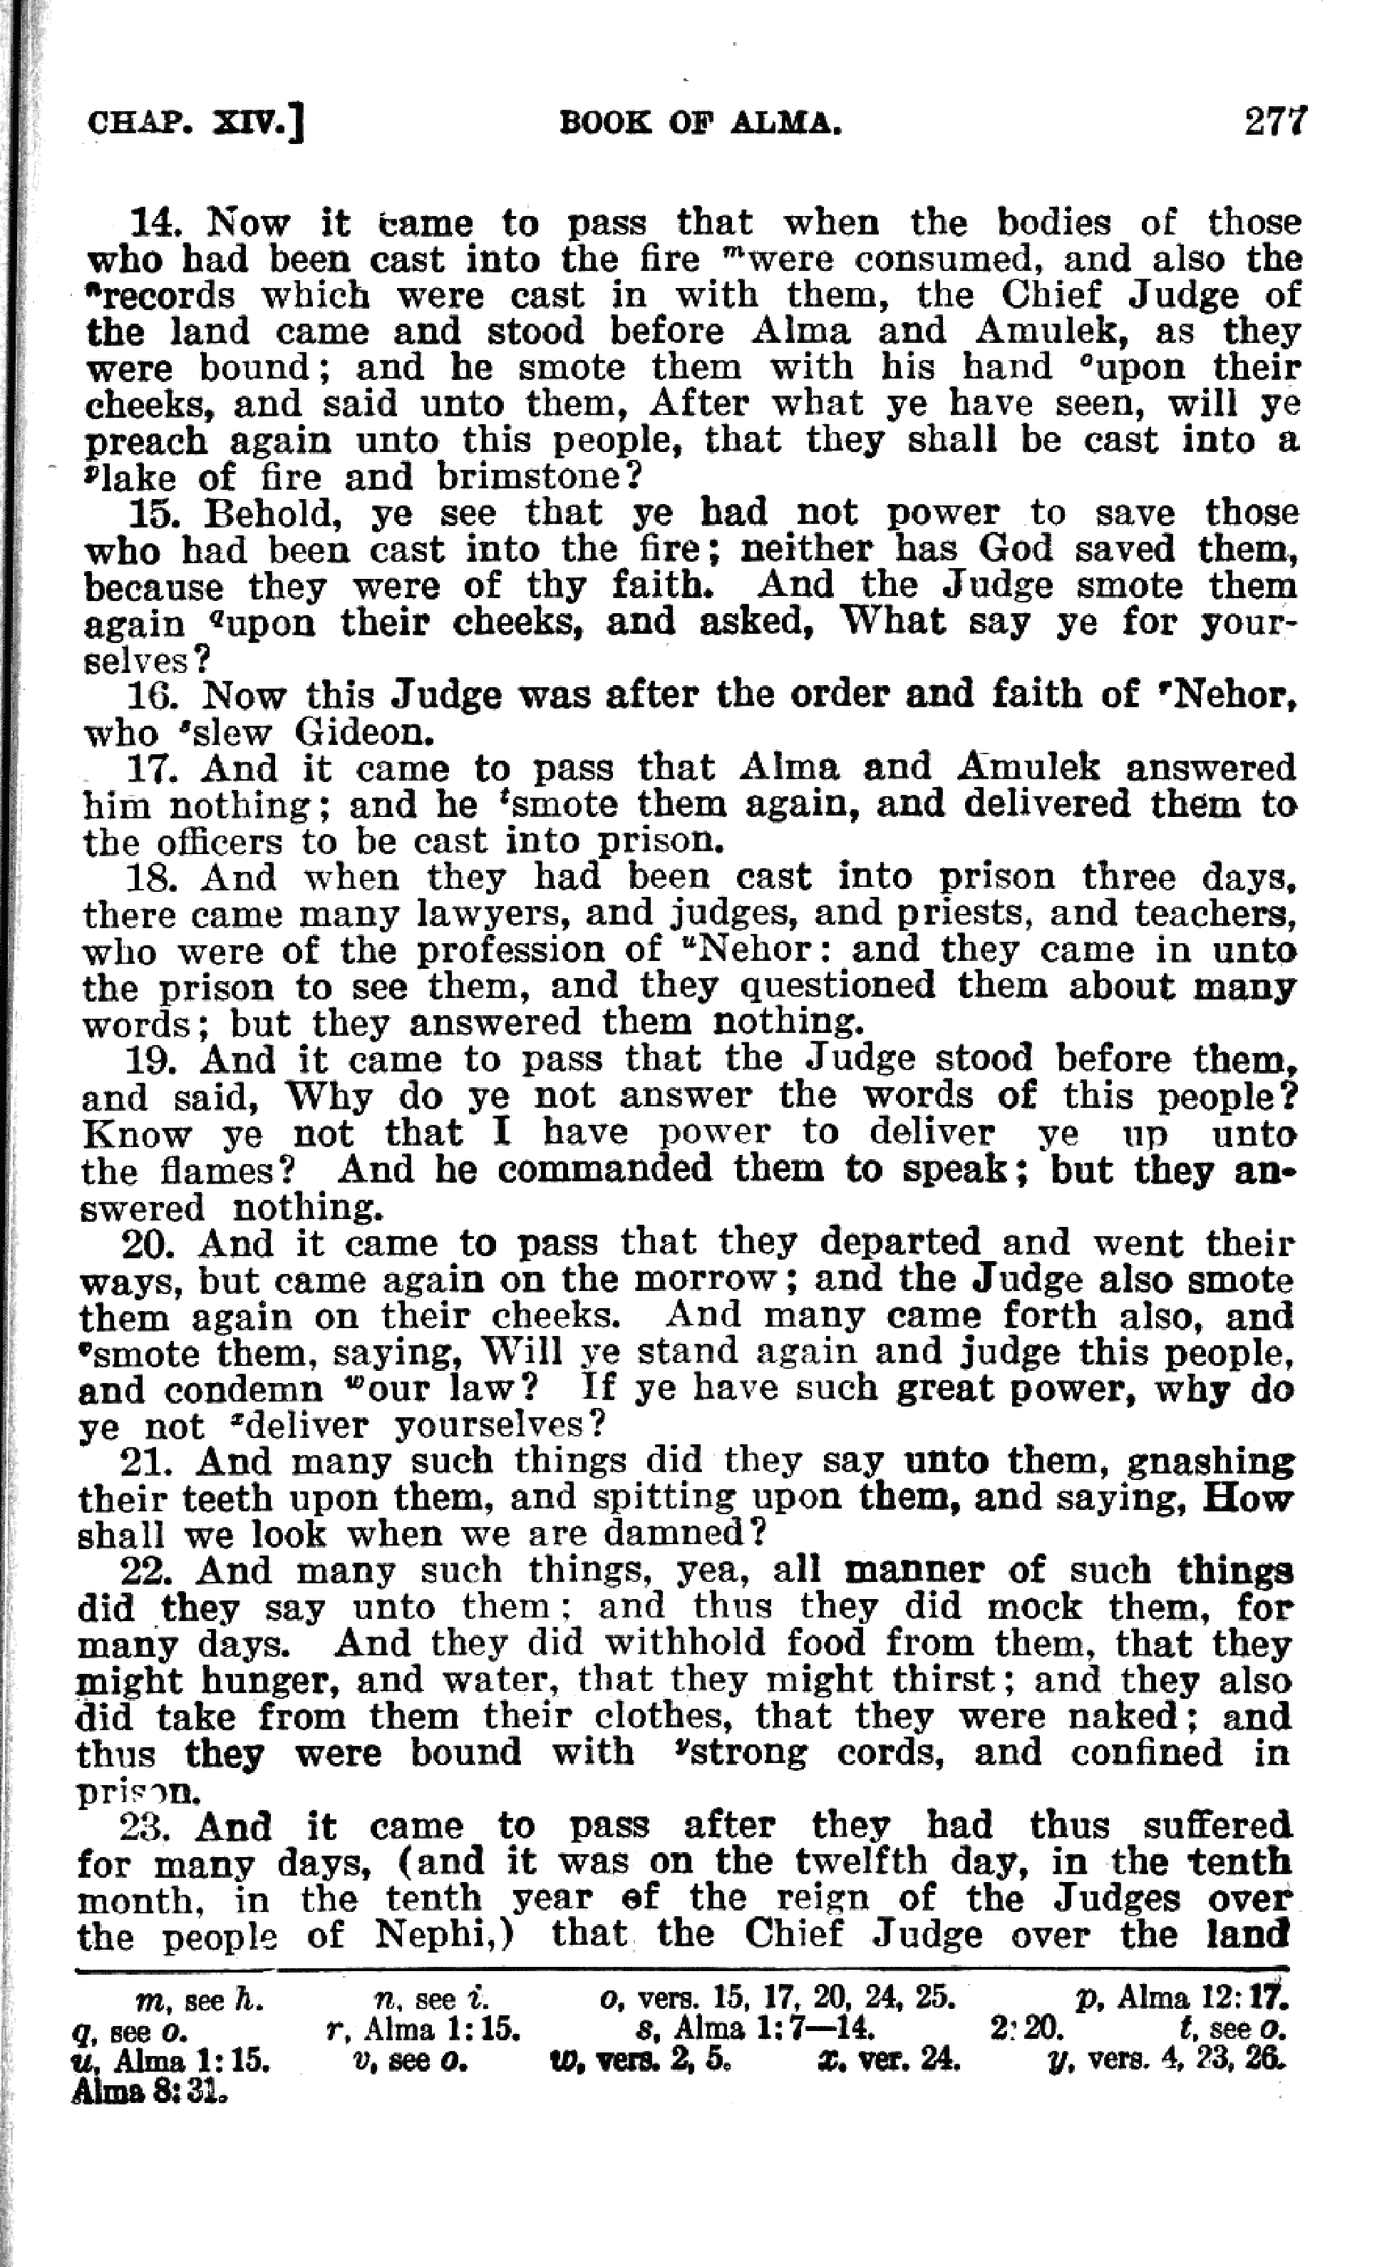 CHAP. XIV.] BOOK OF ALMA. 277
14. Now it came to pass that when the bodies of those
who had been cast into the fire ᵐwere consumed, and also the
ⁿrecords which were cast in with them, the Chief Judge of
the land came and stood before Alma and Amulek, as they
were bound; and he smote them with his hand ᵒupon their
cheeks, and said unto them, After what ye have seen, will ye
preach again unto this people, that they shall be cast into a
ᵖlake of fire and brimstone?
15. Behold, ye see that ye had not power to save those
who had been cast into the fire; neither has God saved them,
because they were of thy faith. And the Judge smote them
again qupon their cheeks, and asked, What say ye for your-
selves?
16. Now this Judge was after the order and faith of ʳNehor,
who ˢslew Gideon.
17. And it came to pass that Alma and Amulek answered
him nothing; and he ᵗsmote them again, and delivered them to
the officers to be cast into prison.
18. And when they had been cast into prison three days,
there came many lawyers, and judges, and priests, and teachers,
who were of the profession of ᵘNehor: and they came in unto
the prison to see them, and they questioned them about many
words; but they answered them nothing.
19. And it came to pass that the Judge stood before them,
and said, Why do ye not answer the words of this people?
Know ye not that I have power to deliver ye up unto
the flames? And he commanded them to speak; but they an-
swered nothing.
20. And it came to pass that they departed and went their
ways, but came again on the morrow; and the Judge also smote
them again on their cheeks. And many came forth also, and
ᵛsmote them, saying, Will ye stand again and judge this people,
and condemn ʷour law? If ye have such great power, why do
ye not ˣdeliver yourselves?
21. And many such things did they say unto them, gnashing
their teeth upon them, and spitting upon them, and saying, How
shall we look when we are damned?
22. And many such things, yea, all manner of such things
did they say unto them; and thus they did mock them, for
many days. And they did withhold food from them, that they
might hunger, and water, that they might thirst; and they also
did take from them their clothes, that they were naked; and
thus they were bound with ʸstrong cords, and confined in
prison.
23. And it came to pass after they had thus suffered
for many days, (and it was on the twelfth day, in the tenth
month, in the tenth year of the reign of the Judges over
the people of Nephi,) that the Chief Judge over the land
m, see h. n, see i. o, vers. 15, 17, 20, 24, 25. p, Alma 12:17.
q, see o. r, Alma 1:15. s, Alma 1:7—14. 2:20. t, see o.
u, Alma 1:15. v, see o. w, vers. 2, 5. x, ver. 24. y, vers. 4, 23, 26.
Alma 8:31.